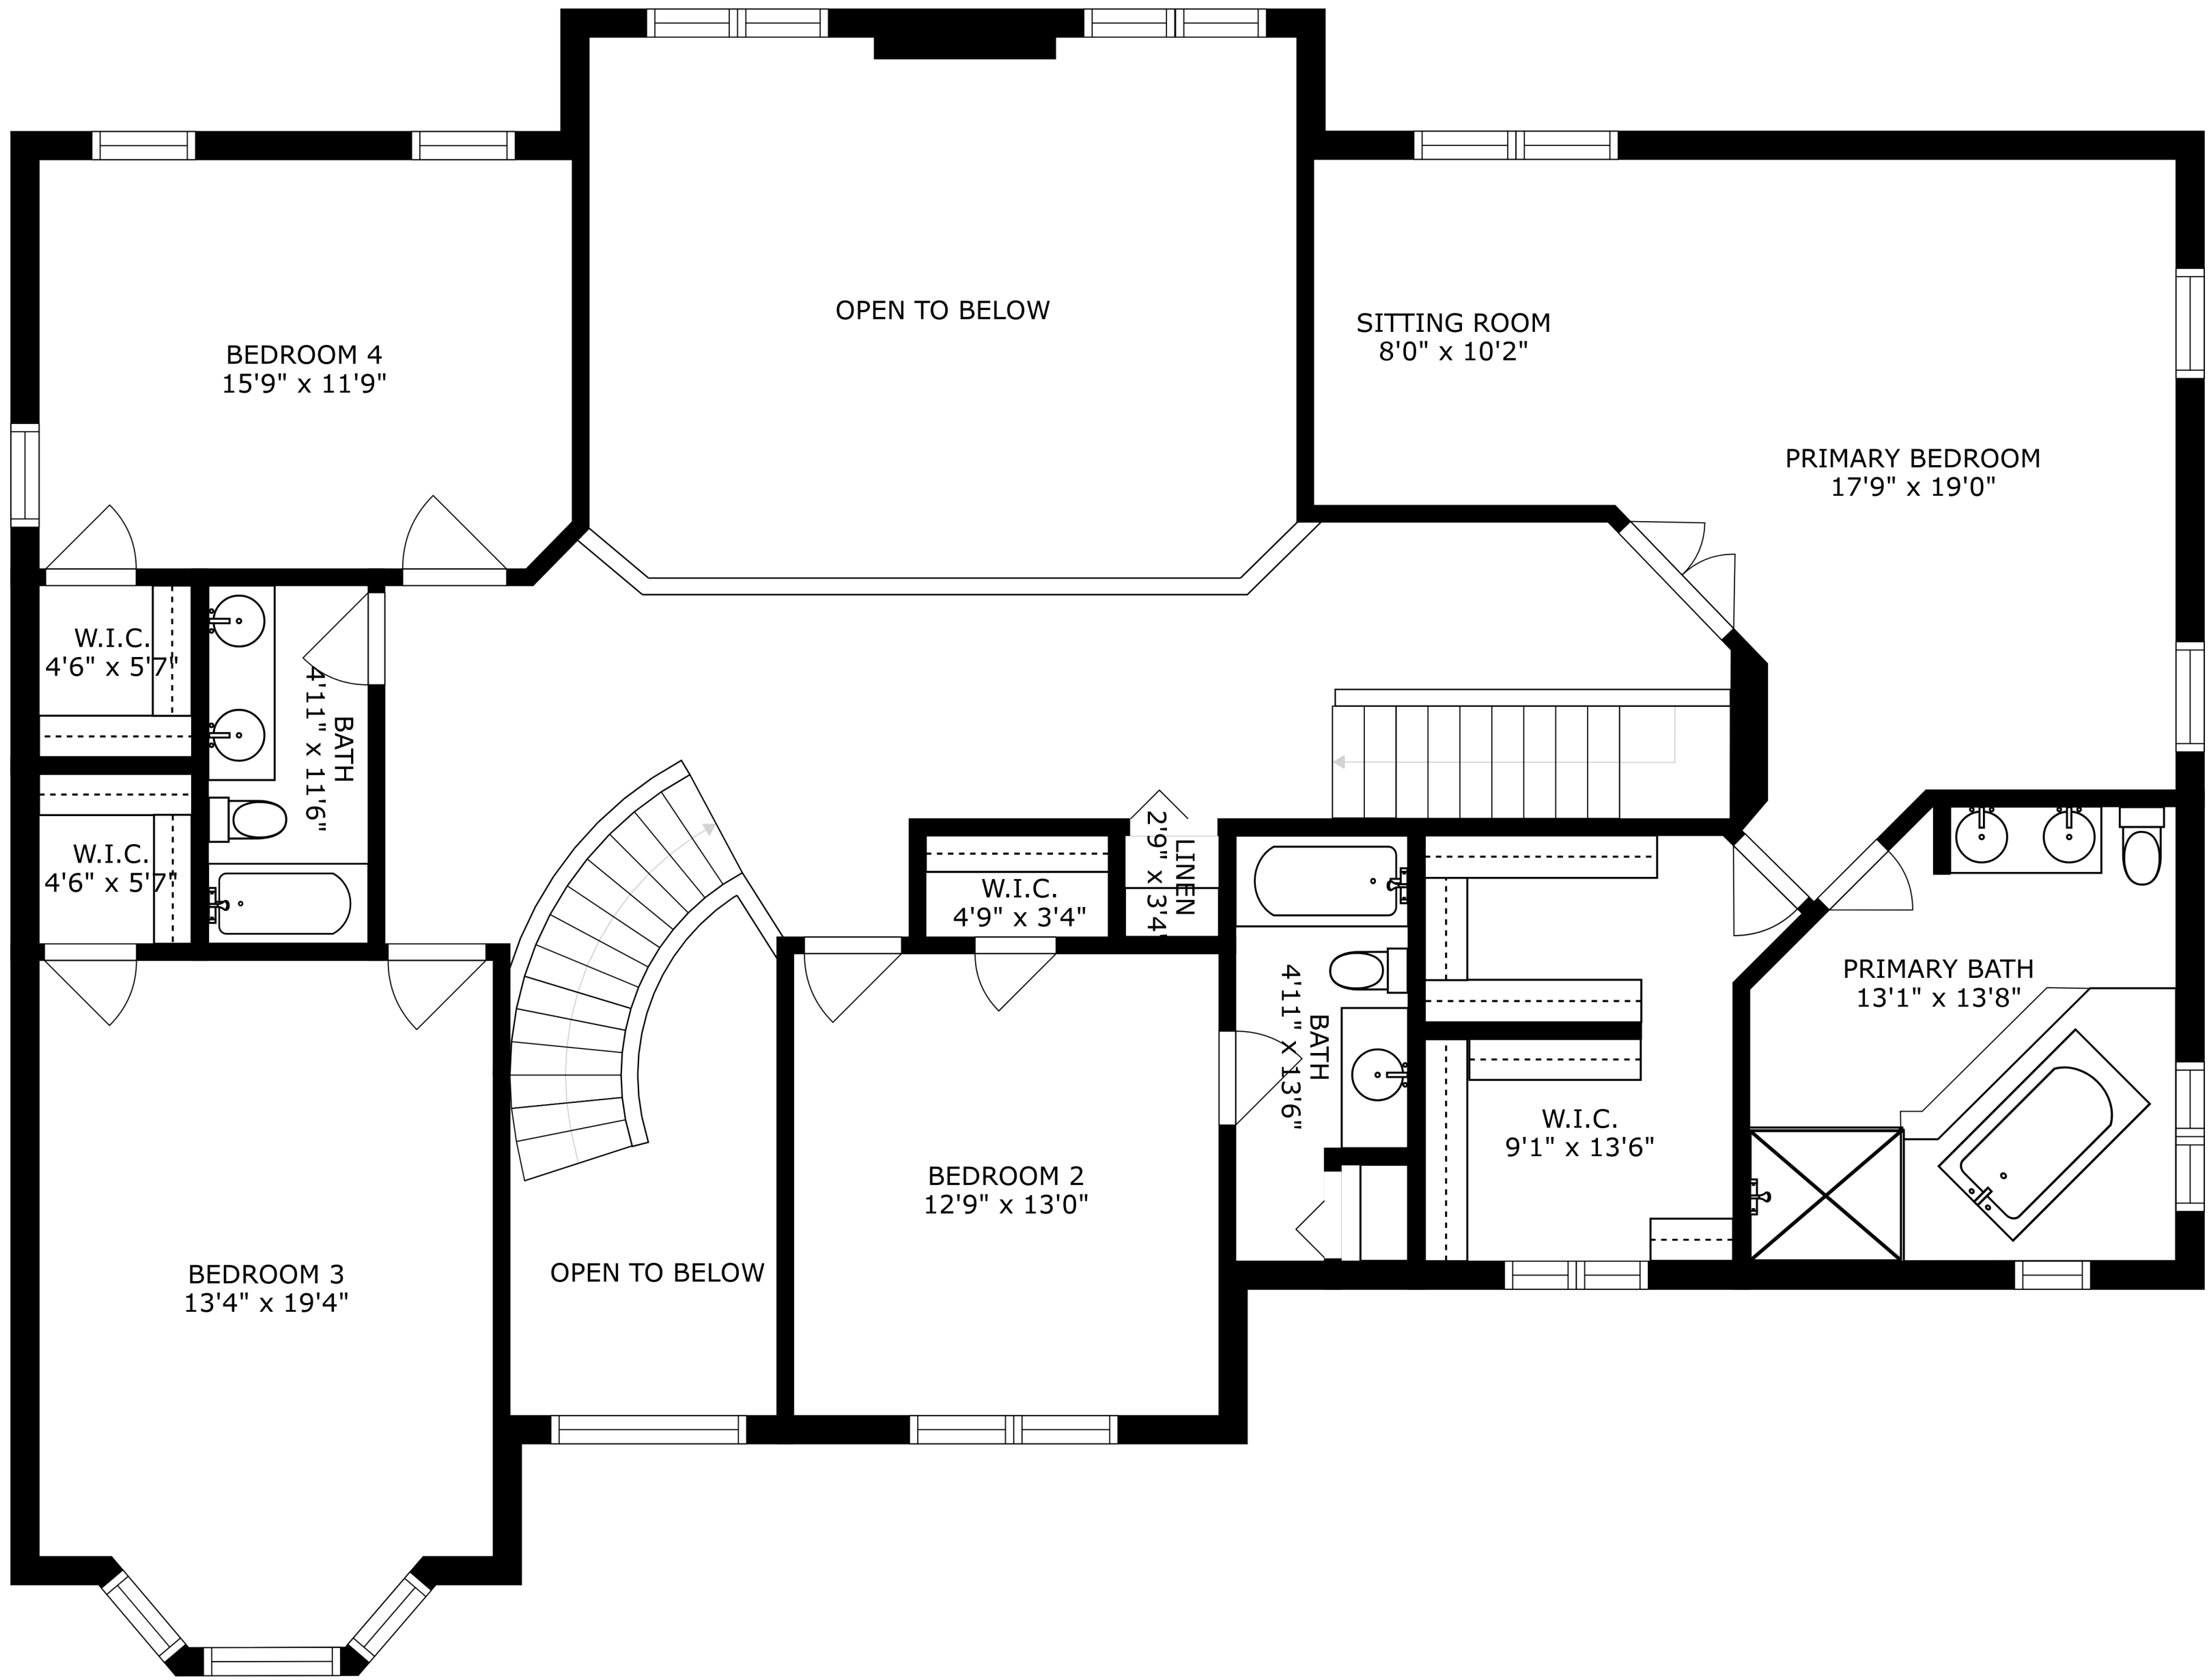 OPEN TO BELOW
SITTING ROOM
8'0" x 10'2"
BEDROOM 4
15'9" x 11'9"
PRIMARY BEDROOM
17'9" x 19'0"
W.I.C.
4'6" x 5'7"
BATH
4'11" x 11'6"
W.I.C.
4'6" x 5'7"
LINEN
2'9" x 3'4"
W.I.C.
4'9" x 3'4"
PRIMARY BATH
13'1" x 13'8"
BATH
4'11" x 13'6"
W.I.C.
9'1" x 13'6"
BEDROOM 2
12'9" x 13'0"
OPEN TO BELOW
BEDROOM 3
13'4" x 19'4"